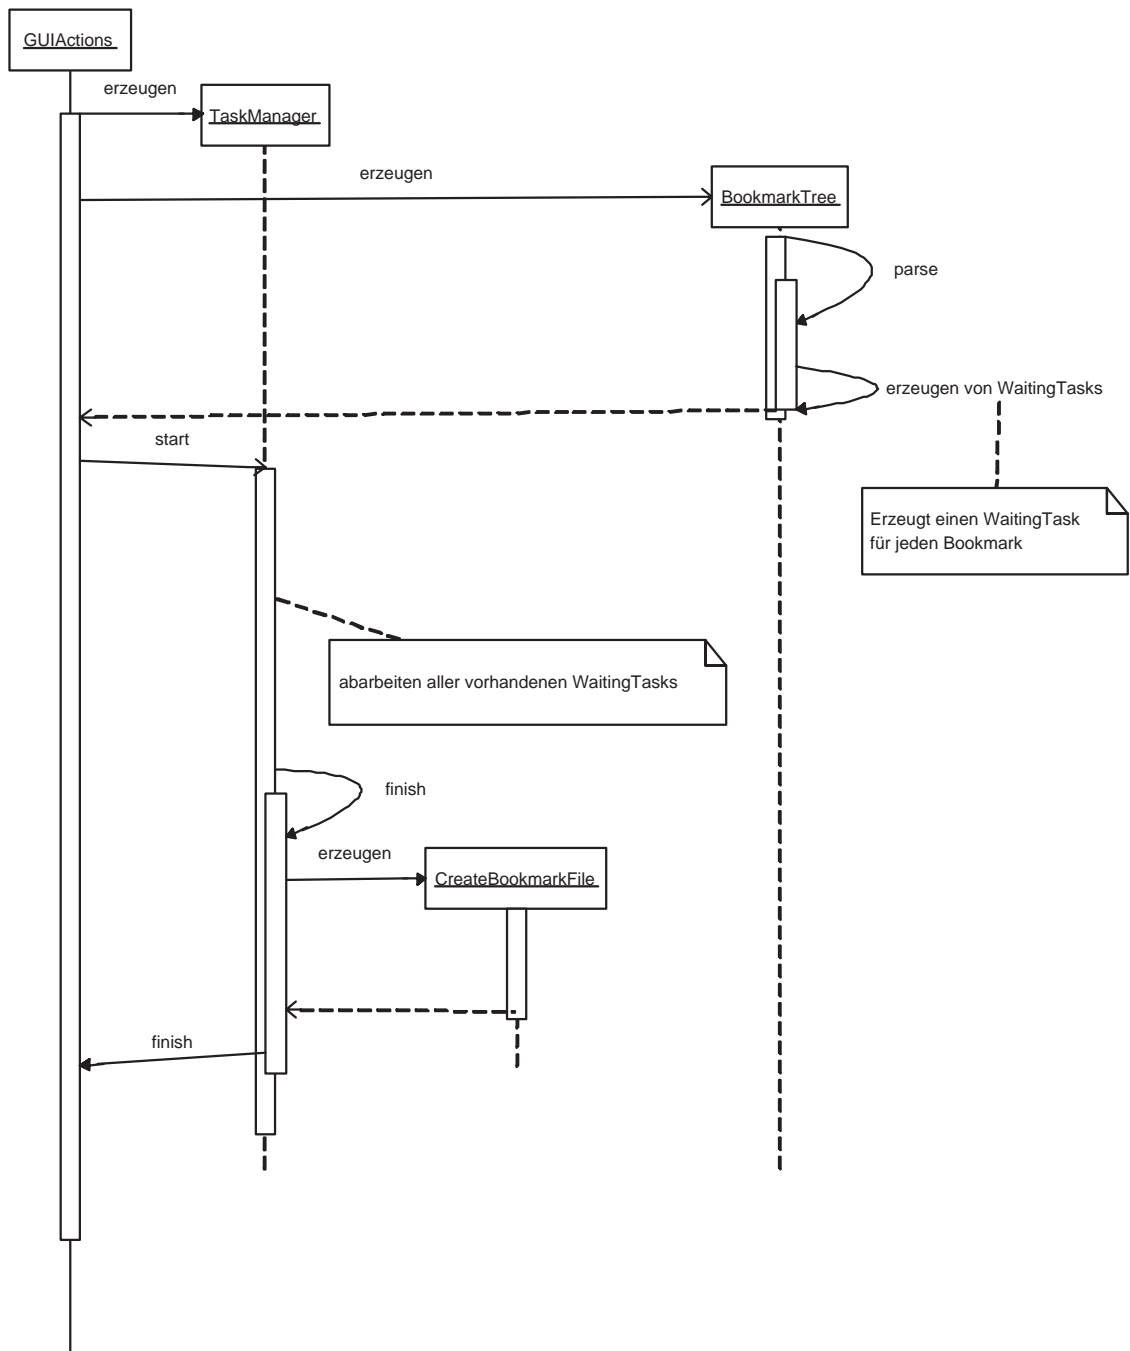 GUIActions
erzeugen
TaskManager
erzeugen
BookmarkTree
parse
erzeugen von WaitingTasks
start
Erzeugt einen WaitingTask
für jeden Bookmark
abarbeiten aller vorhandenen WaitingTasks
finish
erzeugen
CreateBookmarkFile
finish